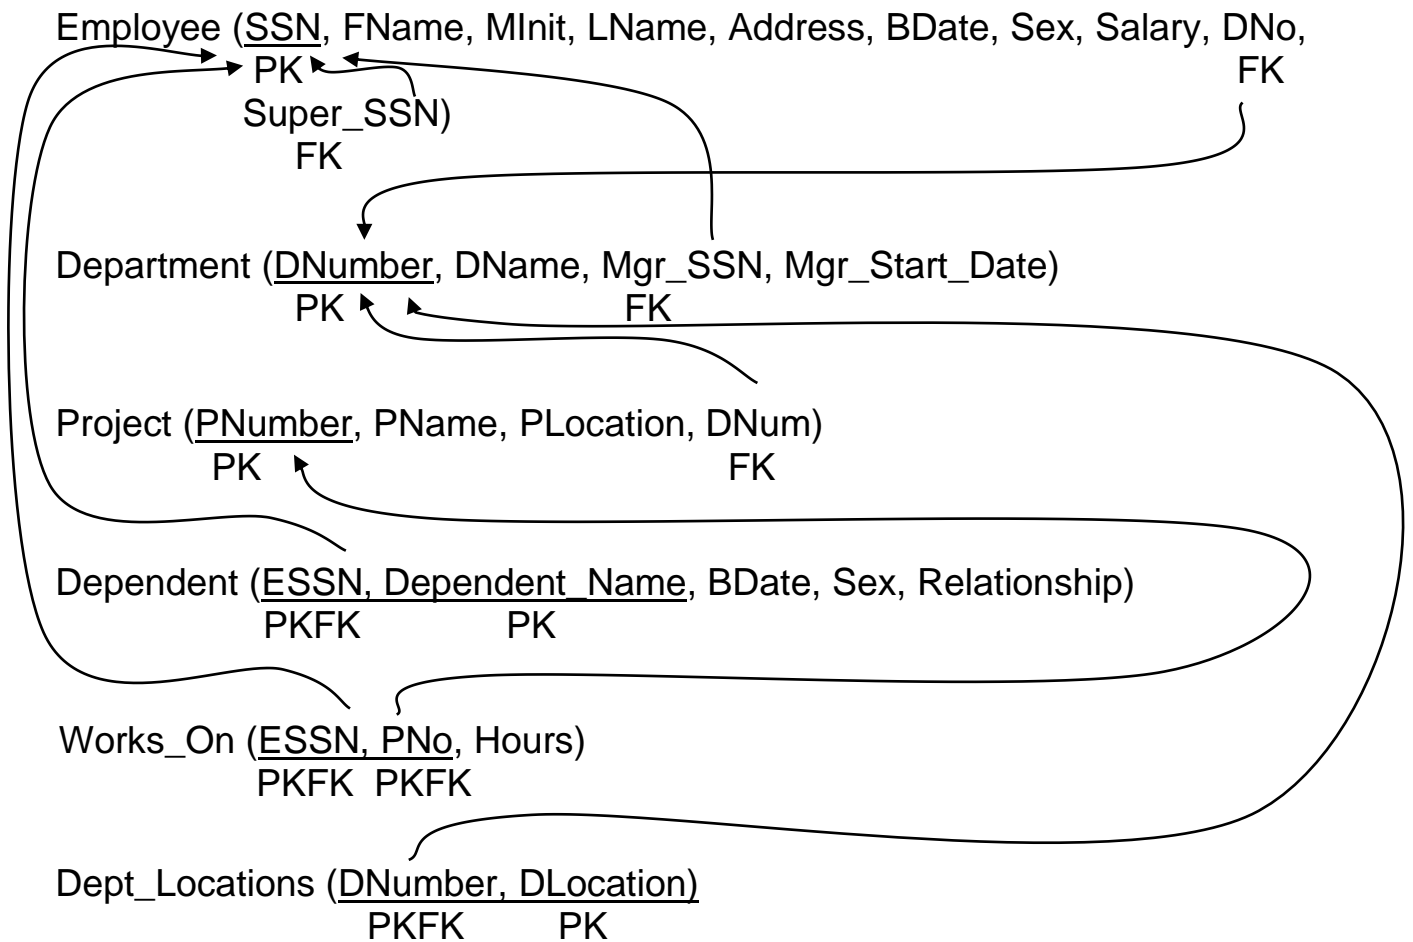 Employee (SSN, FName, MInit, LName, Address, BDate, Sex, Salary, DNo,
PK FK
Super_SSN)
FK
Department (DNumber, DName, Mgr_SSN, Mgr_Start_Date)
PK FK
Project (PNumber, PName, PLocation, DNum)
PK FK
Dependent (ESSN, Dependent_Name, BDate, Sex, Relationship)
PKFK PK
Works_On (ESSN, PNo, Hours)
PKFK PKFK
Dept_Locations (DNumber, DLocation)
PKFK PK